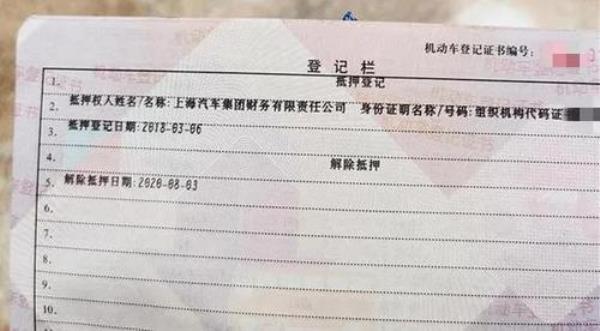 机动车登记证书编号:
登记栏
1. 抵押登记
2. 抵押权人姓名/名称:上海汽车集团财务有限责任公司 身份证明名称/号码:组织机构代码证
3. 抵押登记日期:2018-03-06
4. 解除抵押
5. 解除抵押日期:2020-08-03
6.
7.
8.
9.
10.